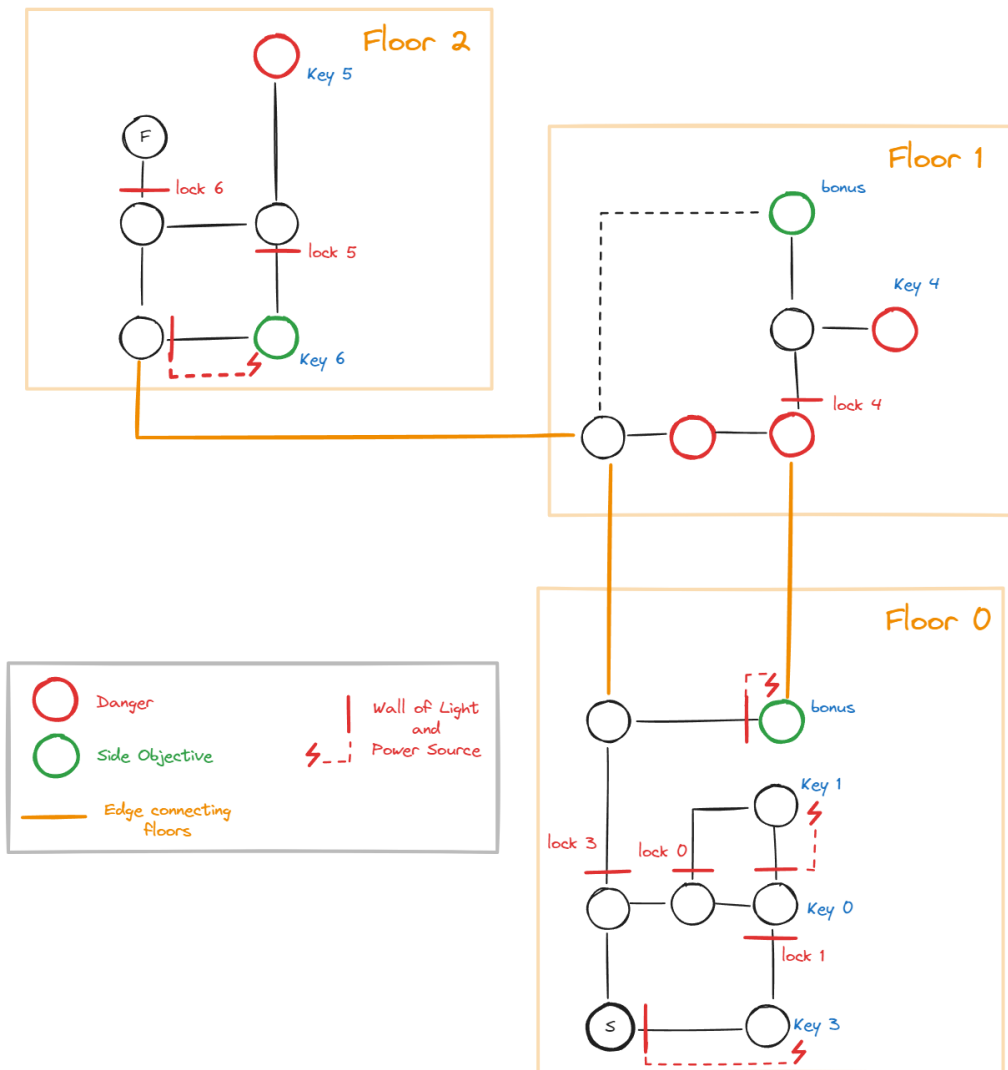 Floor 2
Key 5
F
lock 6
lock 5
Key 6
Floor 1
bonus
Key 4
lock 4
Floor 0
bonus
Key 1
lock 3
lock 0
Key 0
lock 1
S
Key 3
Danger
Side Objective
Edge connecting
floors
Wall of Light
and
Power Source